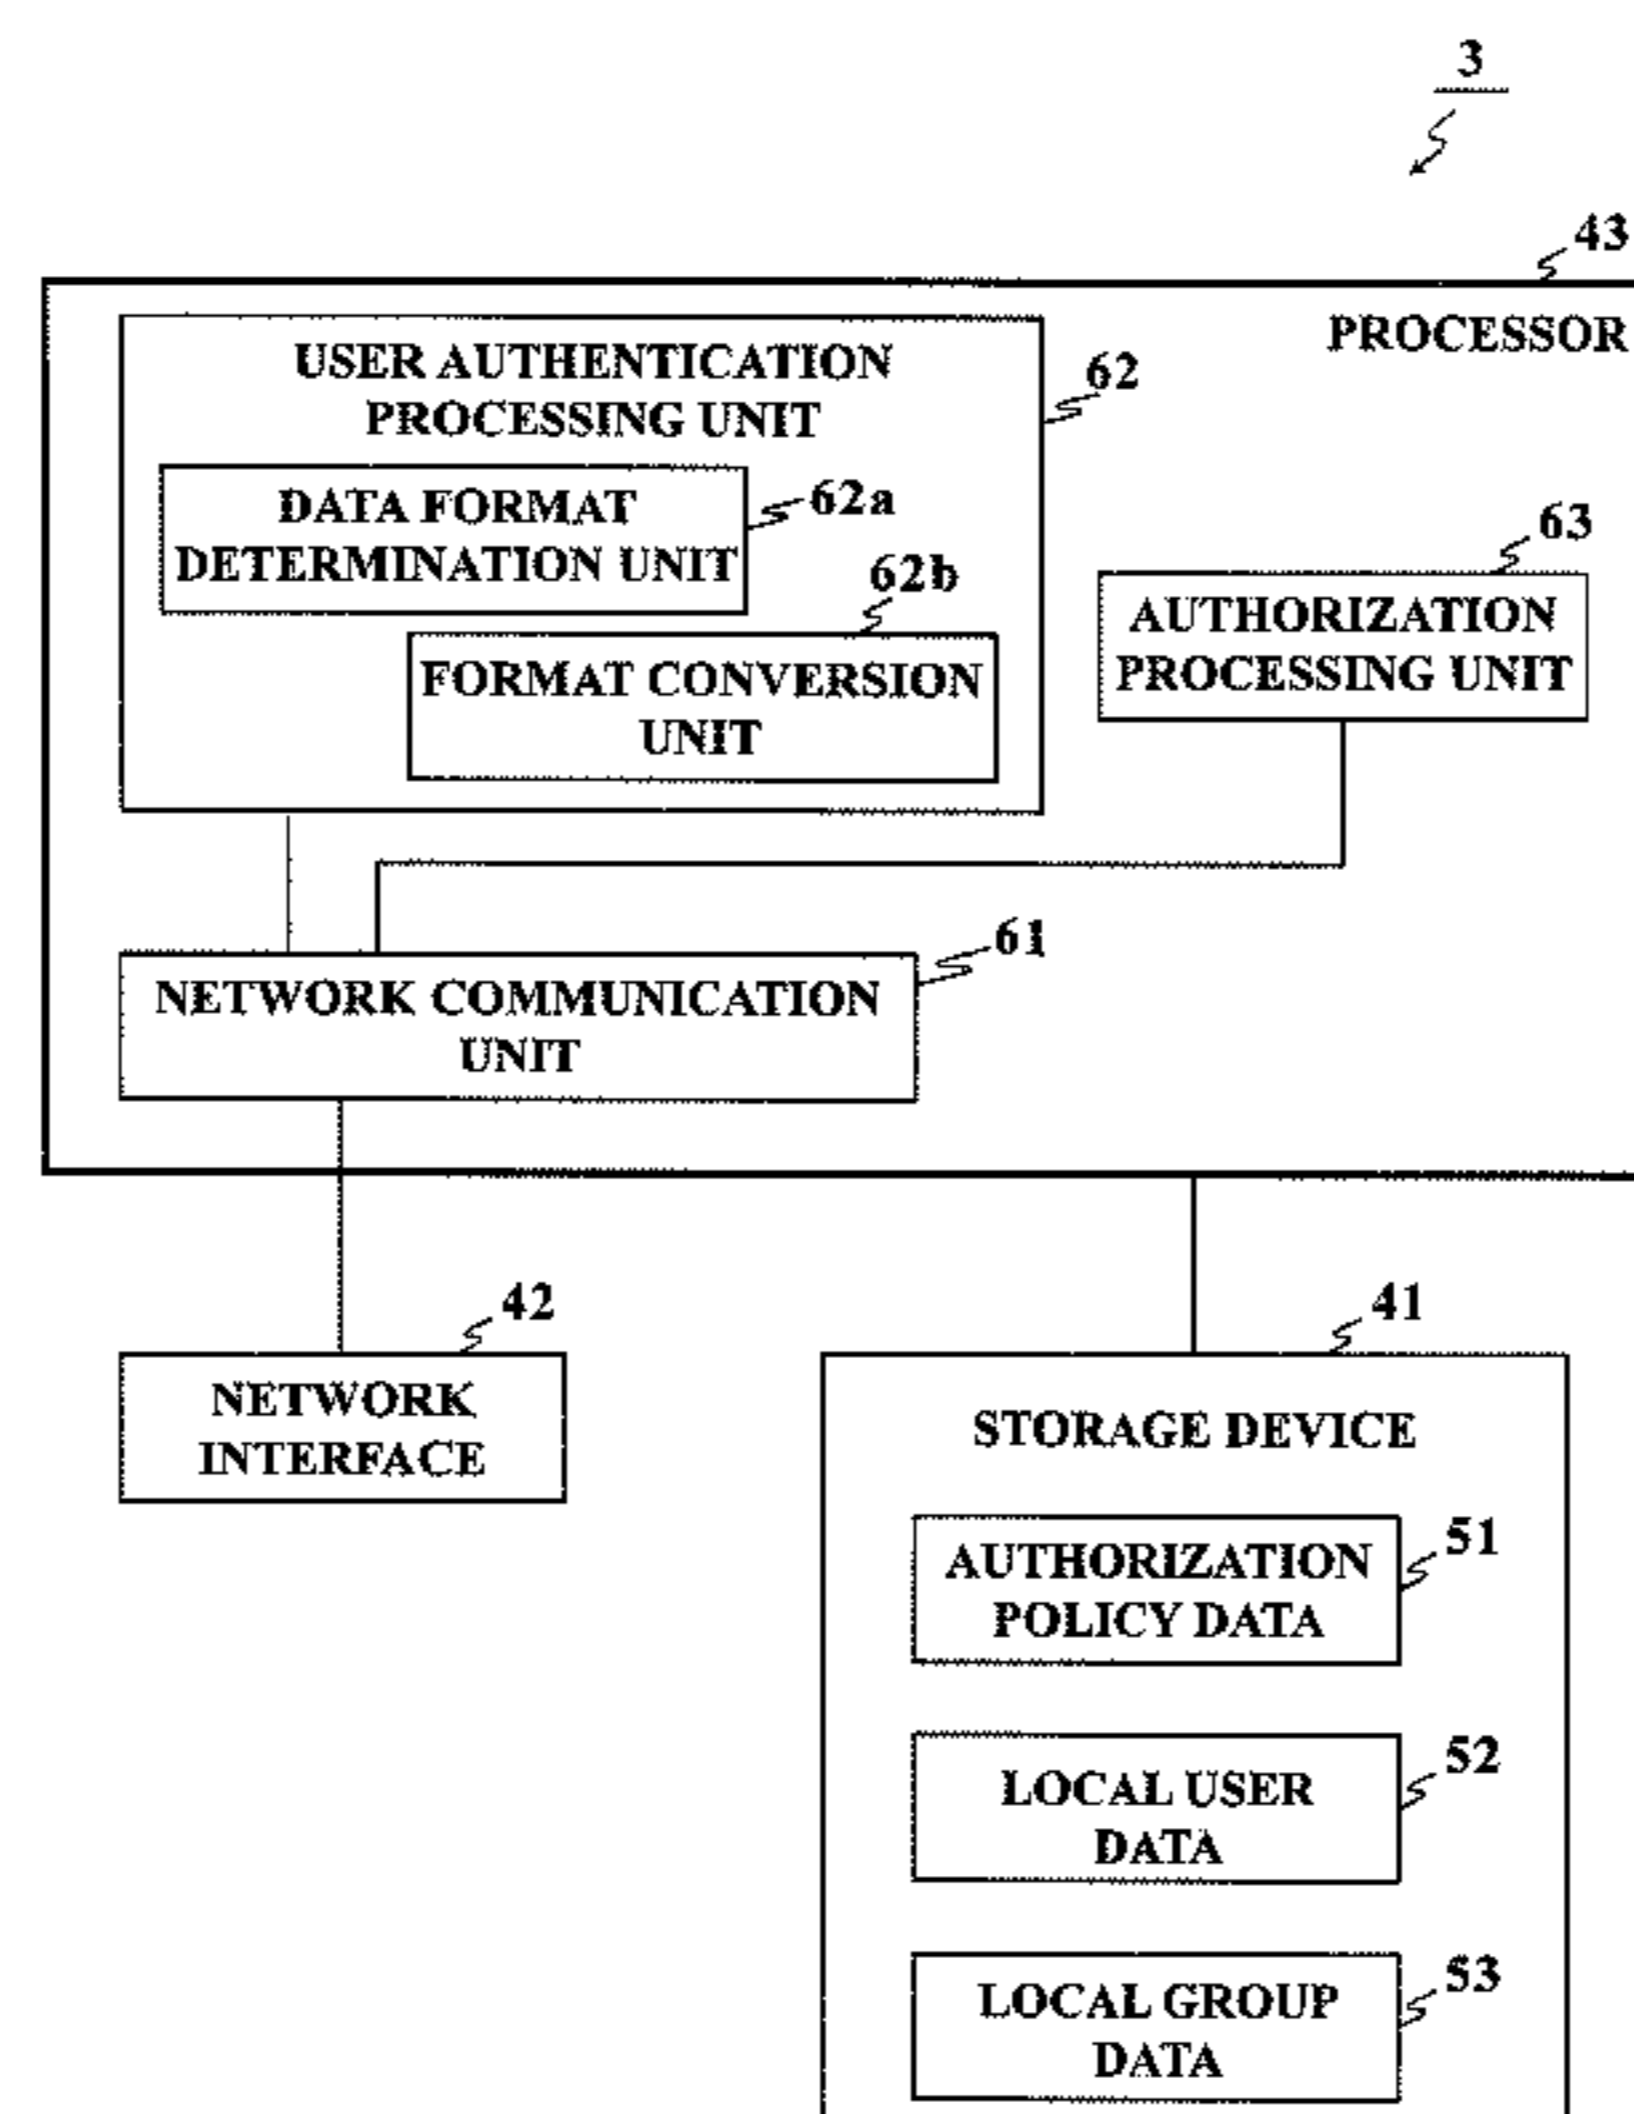 3
43
PROCESSOR
USER AUTHENTICATION
PROCESSING UNIT
62
DATA FORMAT
DETERMINATION UNIT
62a
62b
FORMAT CONVERSION
UNIT
63
AUTHORIZATION
PROCESSING UNIT
61
NETWORK COMMUNICATION
UNIT
42
NETWORK
INTERFACE
41
STORAGE DEVICE
51
AUTHORIZATION
POLICY DATA
52
LOCAL USER
DATA
53
LOCAL GROUP
DATA